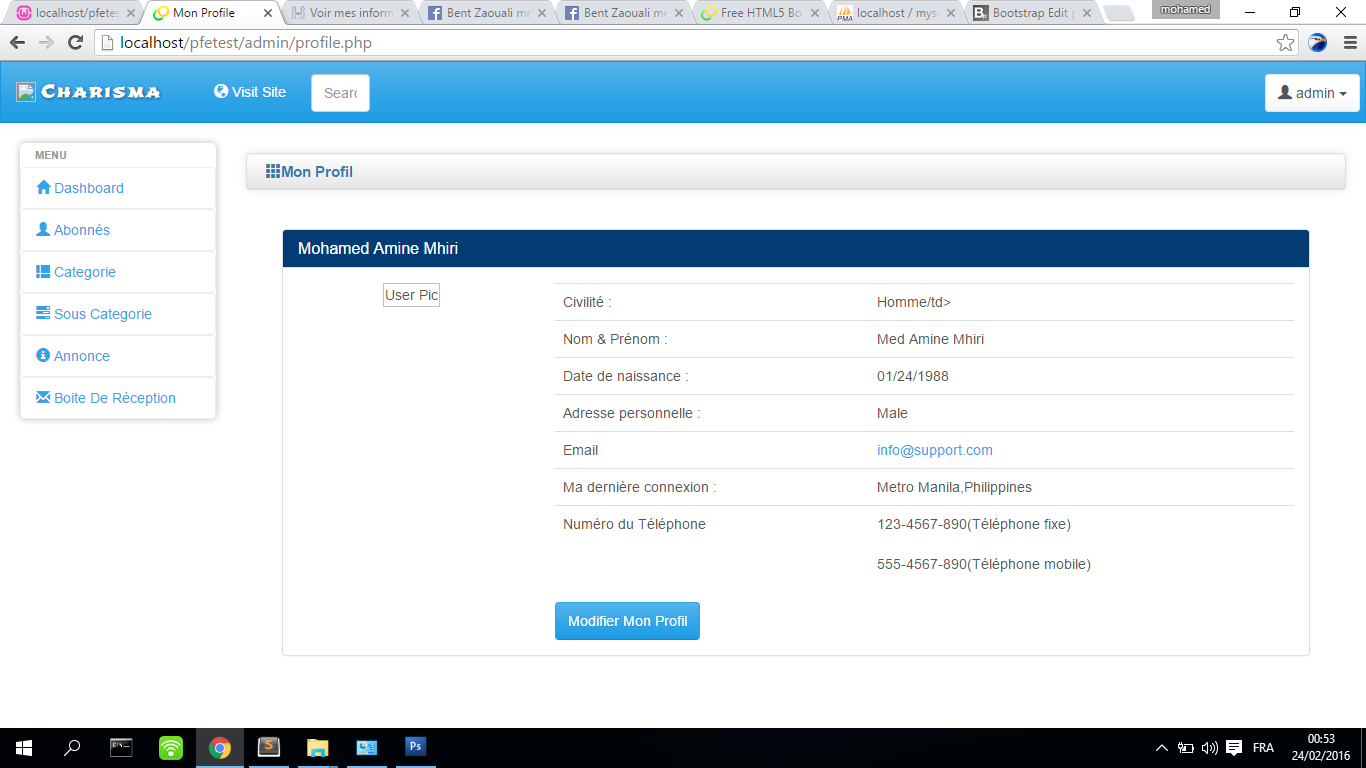 mohamed
localhost/pfetes
Mon Profile
Voir mes inform
Bent Zaouali me
Bent Zaouali me
Free HTML5 Bo
localhost / myse
Bootstrap Edit p
localhost/pfetest/admin/profile.php
CHARISMA
Visit Site
Searc
admin
MENU
Dashboard
Abonnés
Categorie
Sous Categorie
Annonce
Boite De Réception
Mon Profil
Mohamed Amine Mhiri
User Pic
Civilité : Homme/td>
Nom & Prénom : Med Amine Mhiri
Date de naissance : 01/24/1988
Adresse personnelle : Male
Email info@support.com
Ma dernière connexion : Metro Manila,Philippines
Numéro du Téléphone 123-4567-890(Téléphone fixe)
555-4567-890(Téléphone mobile)
Modifier Mon Profil
FRA
00:53
24/02/2016